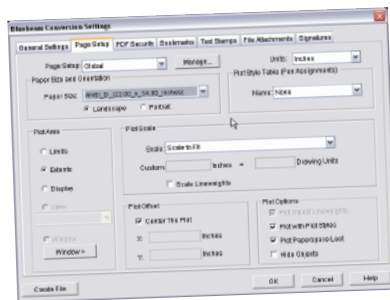 Bluebeam Conversion Settings
General Settings Page Setup PDF Security Bookmarks Text Stamps File Attachments Signatures
Page Setup: Global Manage... Units: Inches
Paper Size and Orientation
Plot Style Table (Pen Assignments)
Paper Size:
Name: None
Landscape Portrait
Plot Area
Plot Scale
Limits
Extents
Display
View
Window
Window >
Scale: Scale to Fit
Custom: Inches = Drawing Units
Scale Lineweights
Plot Offset
Center The Plot
X: Inches
Y: Inches
Plot Options
Plot Object Lineweights
Plot with Plot Styles
Plot Paperspace Last
Hide Objects
Create File OK Cancel Help